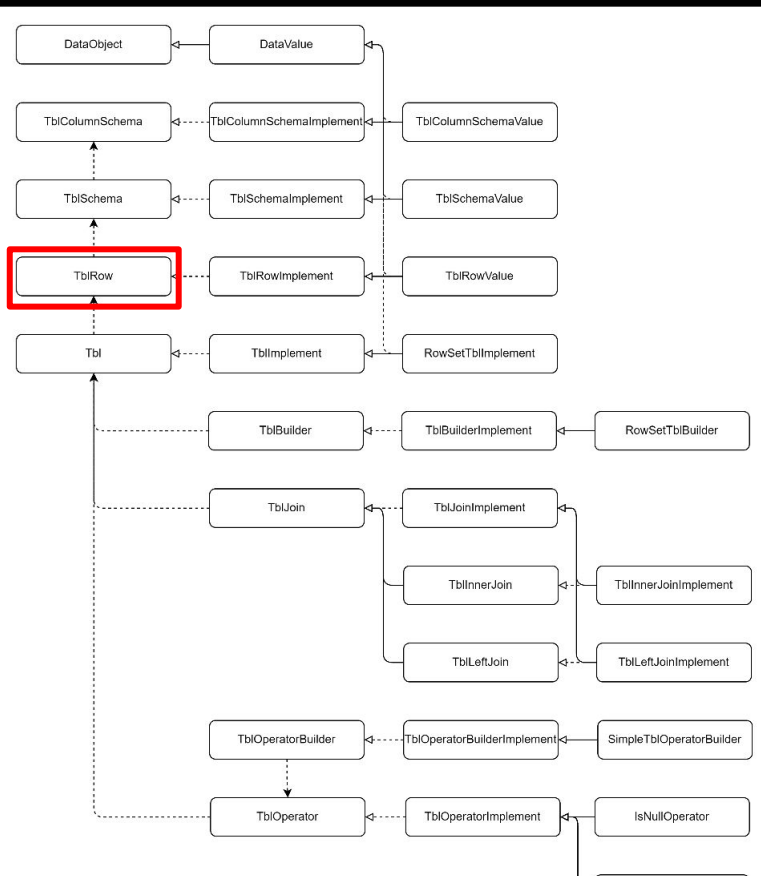 DataObject
DataValue
TblColumnSchema
TblColumnSchemaImplement
TblColumnSchemaValue
TblSchema
TblSchemaImplement
TblSchemaValue
TblRow
TblRowImplement
TblRowValue
Tbl
TblImplement
RowSetTblImplement
TblBuilder
TblBuilderImplement
RowSetTblBuilder
TblJoin
TblJoinImplement
TblInnerJoin
TblInnerJoinImplement
TblLeftJoin
TblLeftJoinImplement
TblOperatorBuilder
TblOperatorBuilderImplement
SimpleTblOperatorBuilder
TblOperator
TblOperatorImplement
IsNullOperator